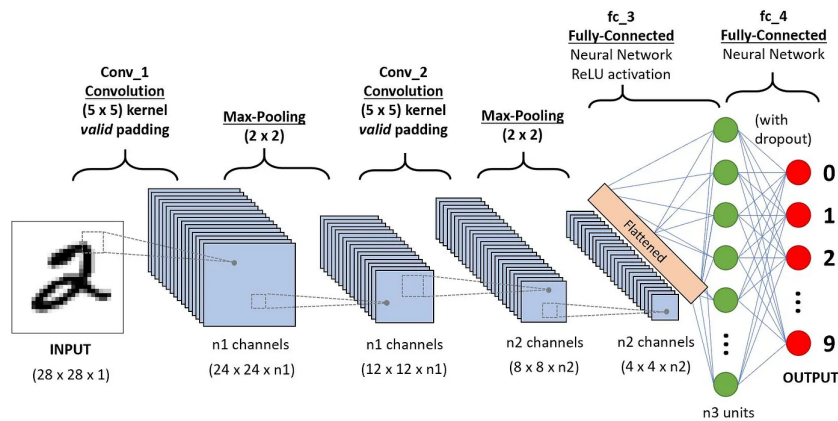 fc_3
Fully-Connected
Neural Network
ReLU activation
fc_4
Fully-Connected
Neural Network
Conv_1
Convolution
(5 x 5) kernel
valid padding
Max-Pooling
(2 x 2)
Conv_2
Convolution
(5 x 5) kernel
valid padding
Max-Pooling
(2 x 2)
(with
dropout)
2
Flattened
0
1
2
9
INPUT
(28 x 28 x 1)
n1 channels
(24 x 24 x n1)
n1 channels
(12 x 12 x n1)
n2 channels
(8 x 8 x n2)
n2 channels
(4 x 4 x n2)
OUTPUT
n3 units